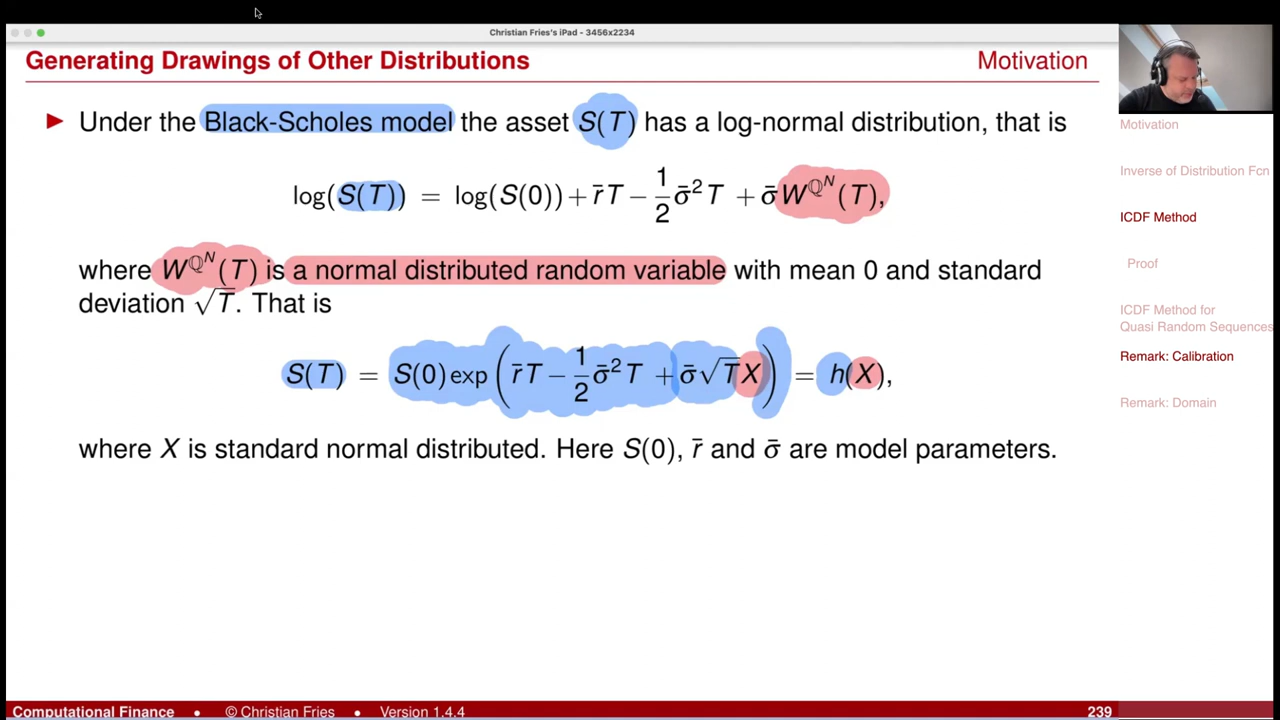 Christian Fries's iPad - 3456x2234
Generating Drawings of Other Distributions
Motivation
► Under the Black-Scholes model the asset S(T) has a log-normal distribution, that is
log(S(T)) = log(S(0)) + r̄T − 1/2 σ̄²T + σ̄W^{ℚ^N}(T),
where W^{ℚ^N}(T) is a normal distributed random variable with mean 0 and standard
deviation √T. That is
S(T) = S(0) exp(r̄T − 1/2 σ̄²T + σ̄√T X) = h(X),
where X is standard normal distributed. Here S(0), r̄ and σ̄ are model parameters.
Motivation
Inverse of Distribution Fcn
ICDF Method
Proof
ICDF Method for
Quasi Random Sequences
Remark: Calibration
Remark: Domain
Computational Finance • © Christian Fries • Version 1.4.4
239